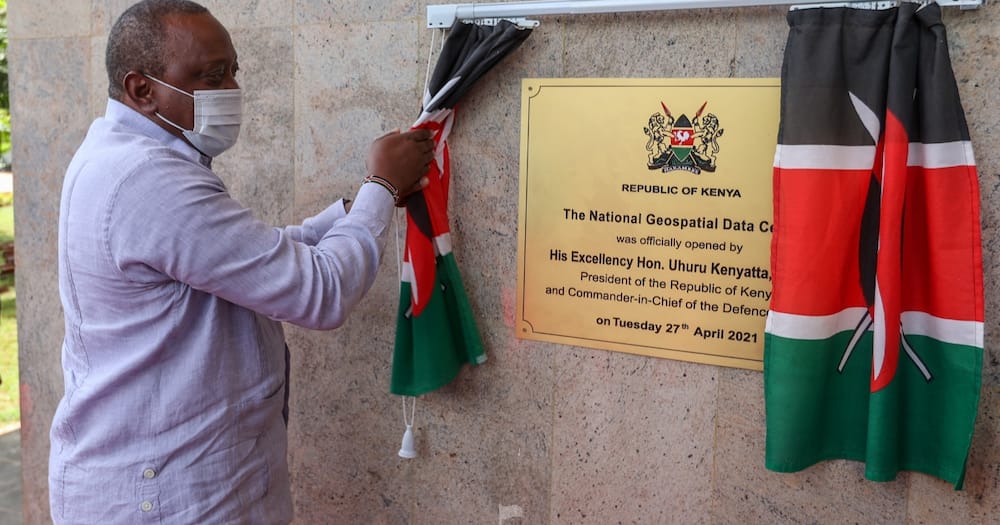 HARAMBEE
REPUBLIC OF KENYA
The National Geospatial Data Ce
was officially opened by
His Excellency Hon. Uhuru Kenyatta,
President of the Republic of Keny
and Commander-in-Chief of the Defence
on Tuesday 27th April 2021